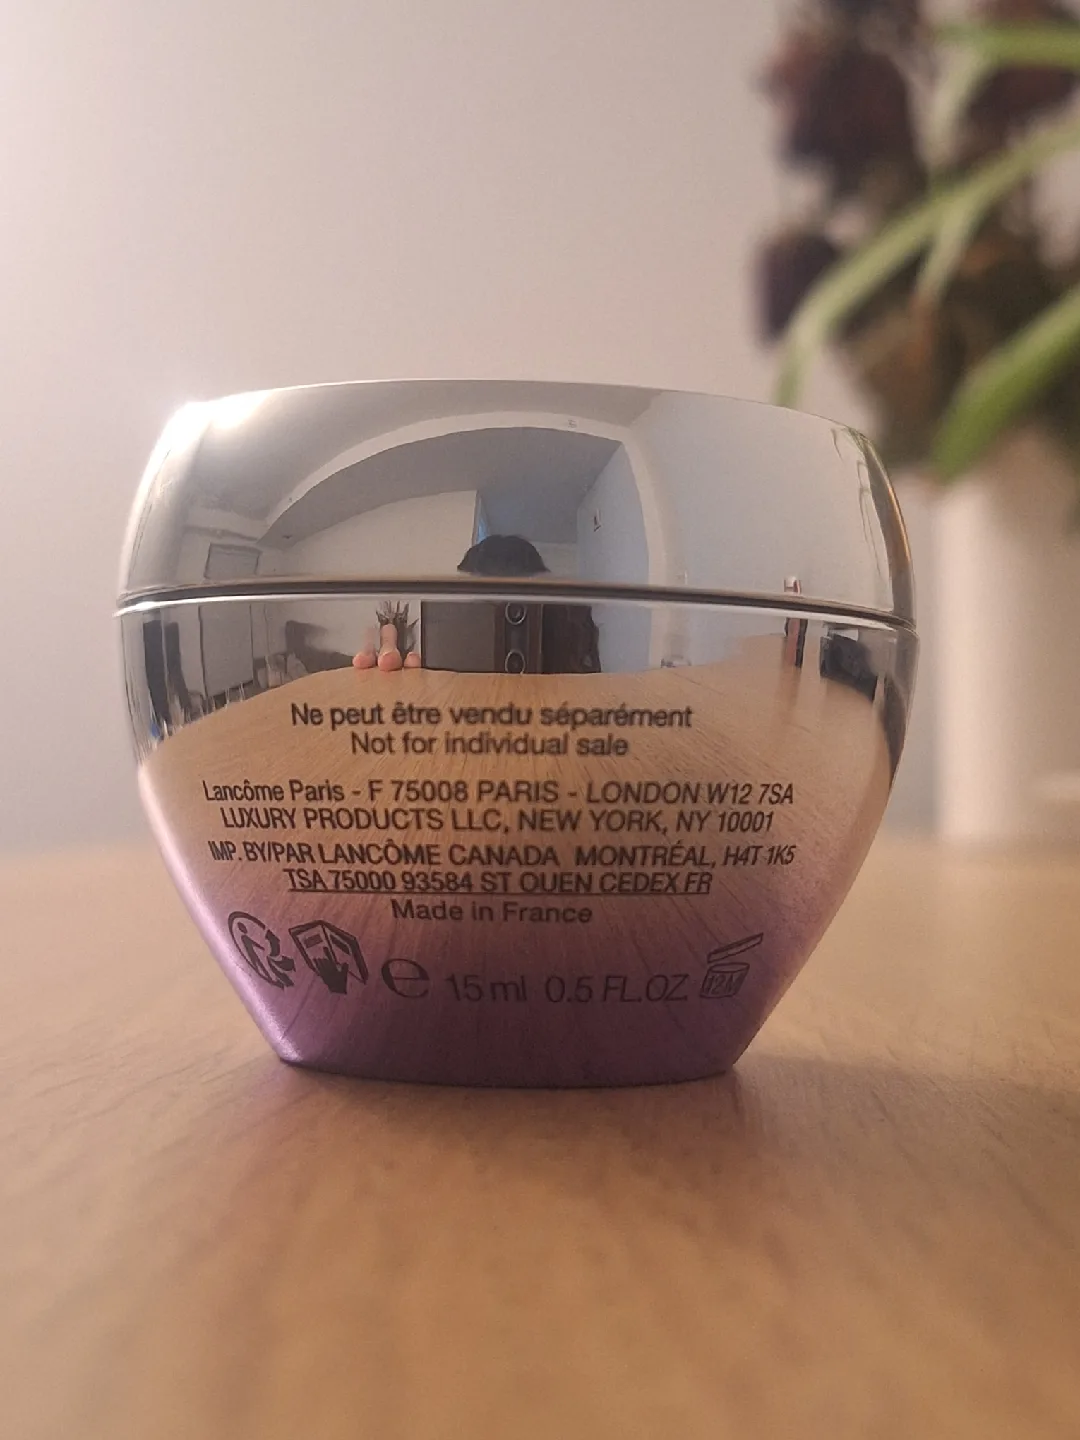 Ne peut être vendu séparément
Not for individual sale
Lancôme Paris - F 75008 PARIS - LONDON W12 7SA
LUXURY PRODUCTS LLC, NEW YORK, NY 10001
IMP. BY/PAR LANCÔME CANADA MONTRÉAL, H4T 1K5
TSA 75000 93584 ST OUEN CEDEX FR
Made in France
e 15 ml 0.5 FL.OZ 12M